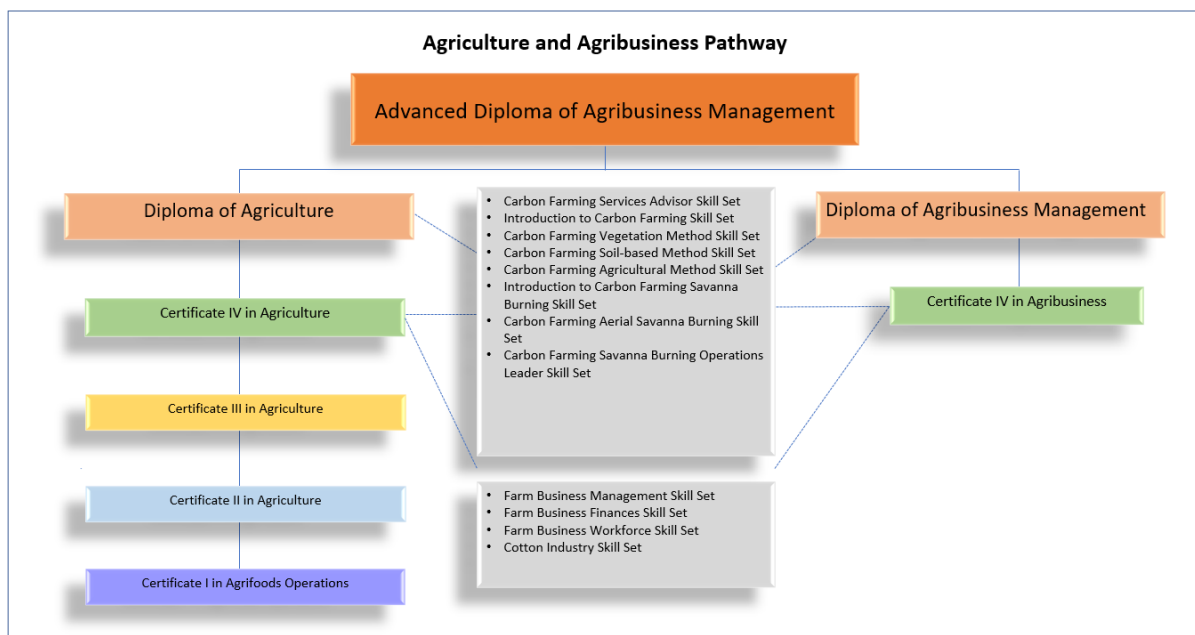 Agriculture and Agribusiness Pathway
Advanced Diploma of Agribusiness Management
Diploma of Agriculture
Diploma of Agribusiness Management
• Carbon Farming Services Advisor Skill Set
• Introduction to Carbon Farming Skill Set
• Carbon Farming Vegetation Method Skill Set
• Carbon Farming Soil-based Method Skill Set
• Carbon Farming Agricultural Method Skill Set
• Introduction to Carbon Farming Savanna
Burning Skill Set
• Carbon Farming Aerial Savanna Burning Skill
Set
• Carbon Farming Savanna Burning Operations
Leader Skill Set
Certificate IV in Agriculture
Certificate IV in Agribusiness
Certificate III in Agriculture
Certificate II in Agriculture
• Farm Business Management Skill Set
• Farm Business Finances Skill Set
• Farm Business Workforce Skill Set
• Cotton Industry Skill Set
Certificate I in Agrifoods Operations